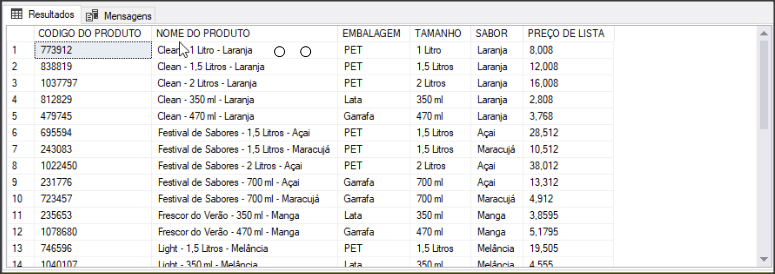 Resultados Mensagens
CODIGO DO PRODUTO NOME DO PRODUTO EMBALAGEM TAMANHO SABOR PREÇO DE LISTA
1 773912 Clean - 1 Litro - Laranja PET 1 Litro Laranja 8,008
2 838819 Clean - 1,5 Litros - Laranja PET 1,5 Litros Laranja 12,008
3 1037797 Clean - 2 Litros - Laranja PET 2 Litros Laranja 16,008
4 812829 Clean - 350 ml - Laranja Lata 350 ml Laranja 2,808
5 479745 Clean - 470 ml - Laranja Garrafa 470 ml Laranja 3,768
6 695594 Festival de Sabores - 1,5 Litros - Açai PET 1,5 Litros Açai 28,512
7 243083 Festival de Sabores - 1,5 Litros - Maracujá PET 1,5 Litros Maracujá 10,512
8 1022450 Festival de Sabores - 2 Litros - Açai PET 2 Litros Açai 38,012
9 231776 Festival de Sabores - 700 ml - Açai Garrafa 700 ml Açai 13,312
10 723457 Festival de Sabores - 700 ml - Maracujá Garrafa 700 ml Maracujá 4,912
11 235653 Frescor do Verão - 350 ml - Manga Lata 350 ml Manga 3,8595
12 1078680 Frescor do Verão - 470 ml - Manga Garrafa 470 ml Manga 5,1795
13 746596 Light - 1,5 Litros - Melância PET 1,5 Litros Melância 19,505
14 1040107 Light - 350 ml - Melância Lata 350 ml Melância 4,555